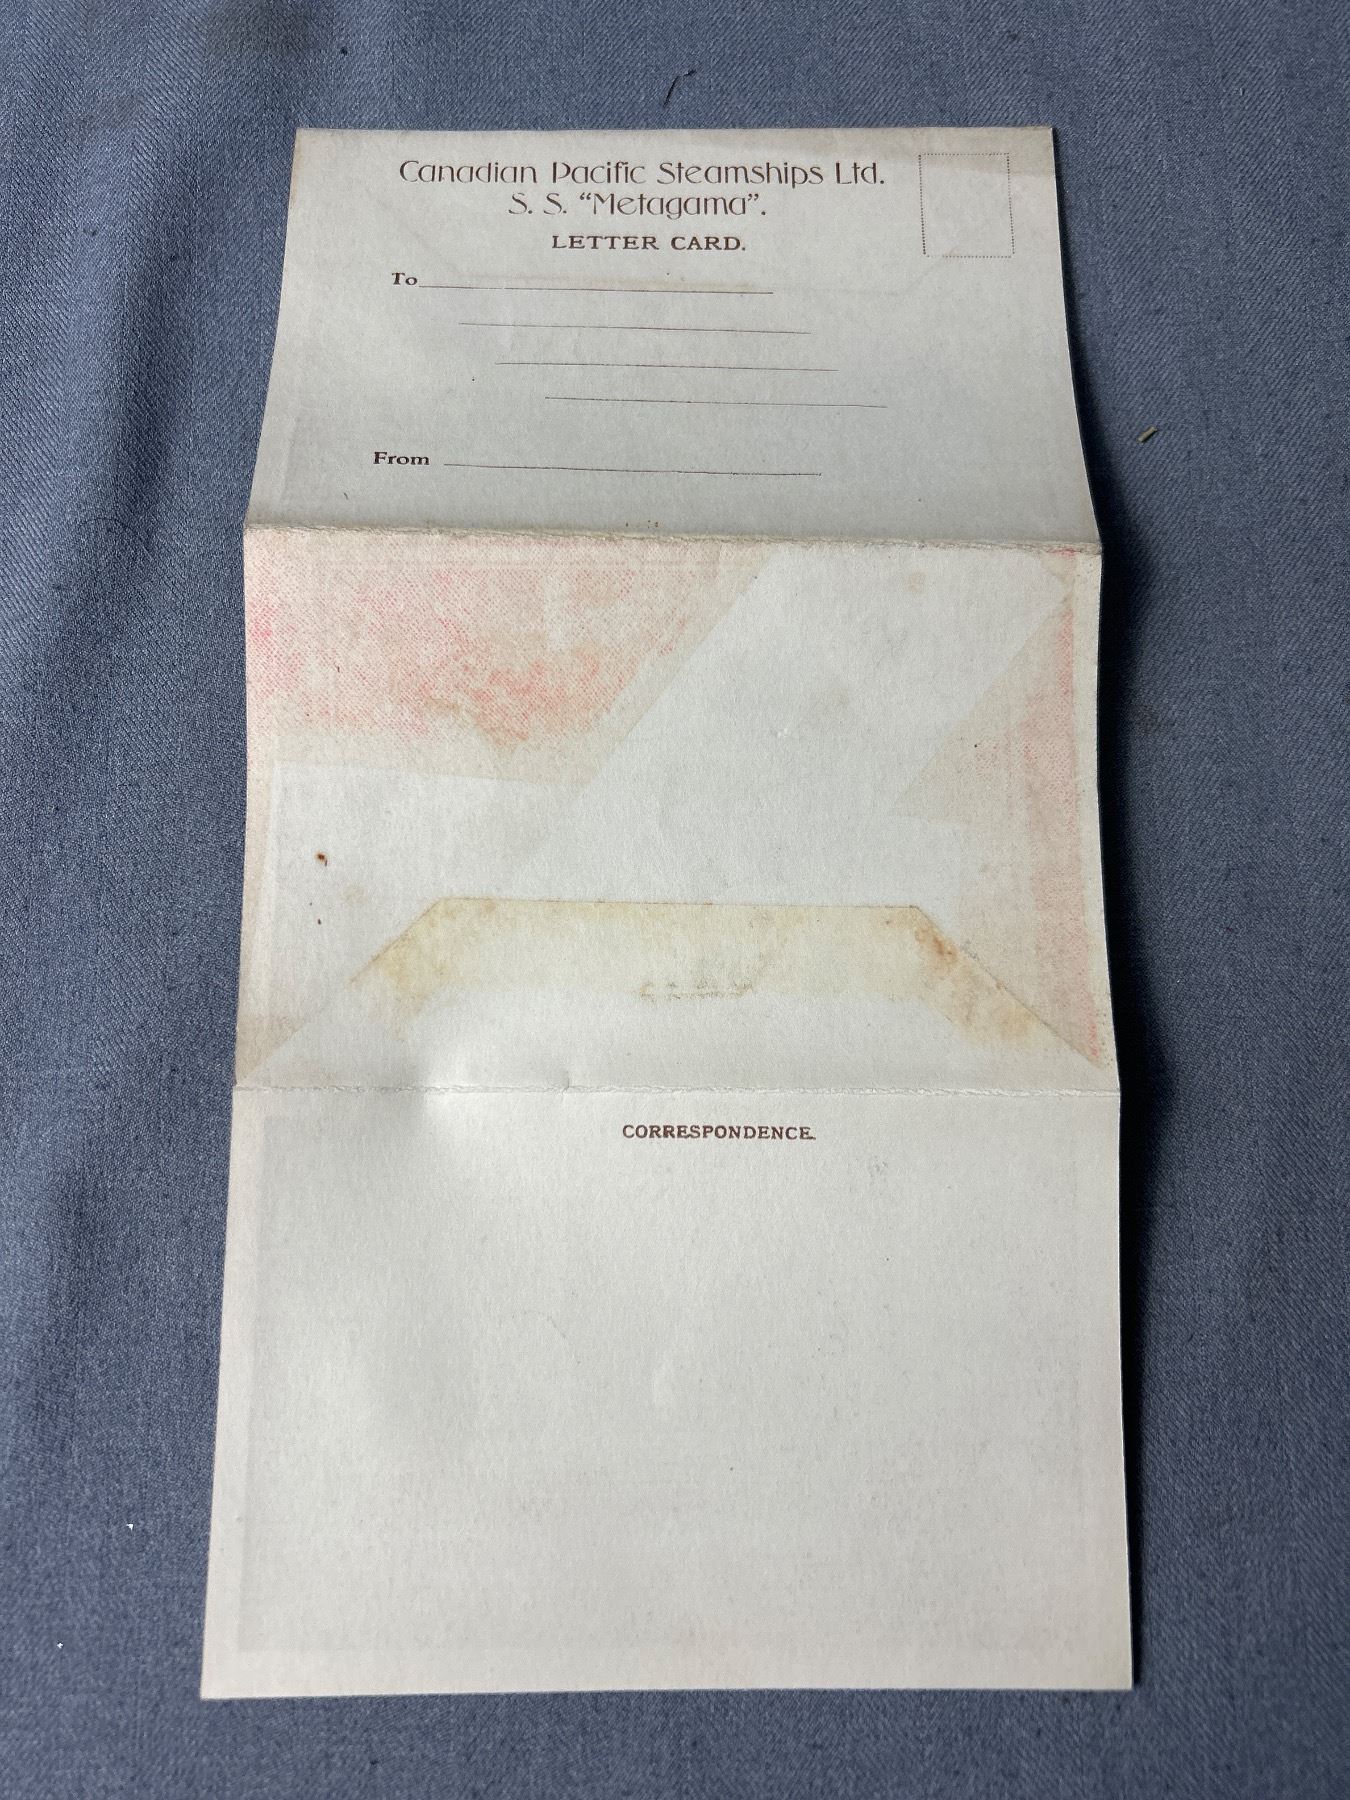 Canadian Pacific Steamships Ltd.
S. S. “Metagama”.
LETTER CARD.
To
From
CORRESPONDENCE.